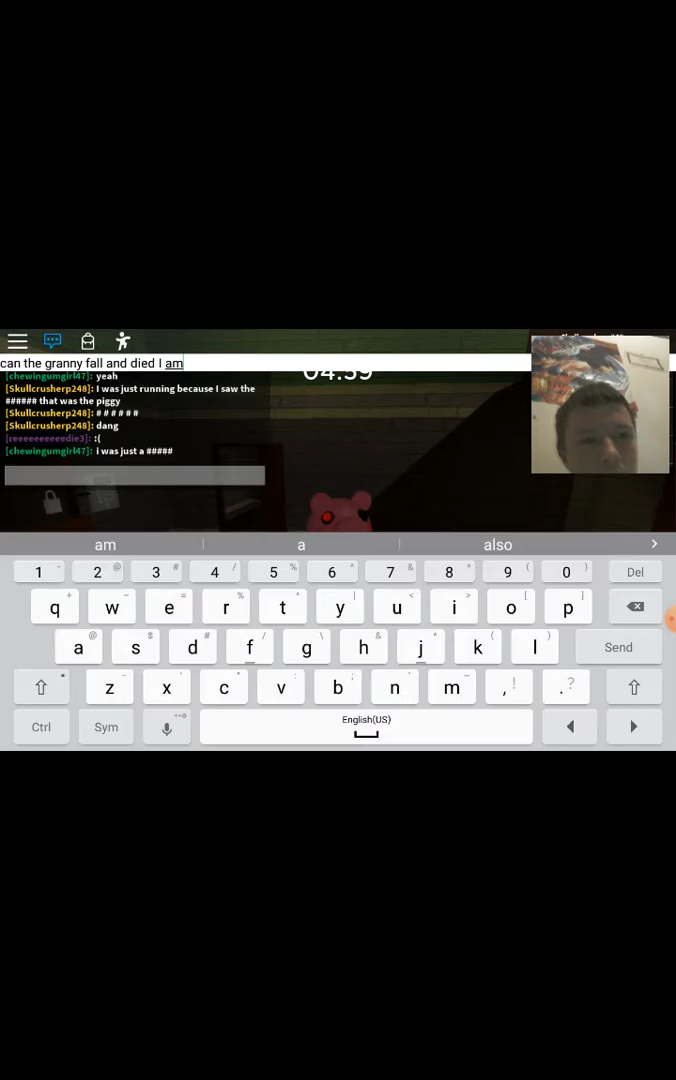 can the granny fall and died I am
04:59
[chewingumgirl47]: yeah
[Skullcrusherp248]: I was just running because I saw the
###### that was the piggy
[Skullcrusherp248]: # # # # # #
[Skullcrusherp248]: dang
[reeeeeeeeeedie3]: :(
[chewingumgirl47]: i was just a #####
am a also >
1 2 3 4 5 6 7 8 9 0 Del
q w e r t y u i o p
a s d f g h j k l Send
z x c v b n m , ! . ?
Ctrl Sym English(US)